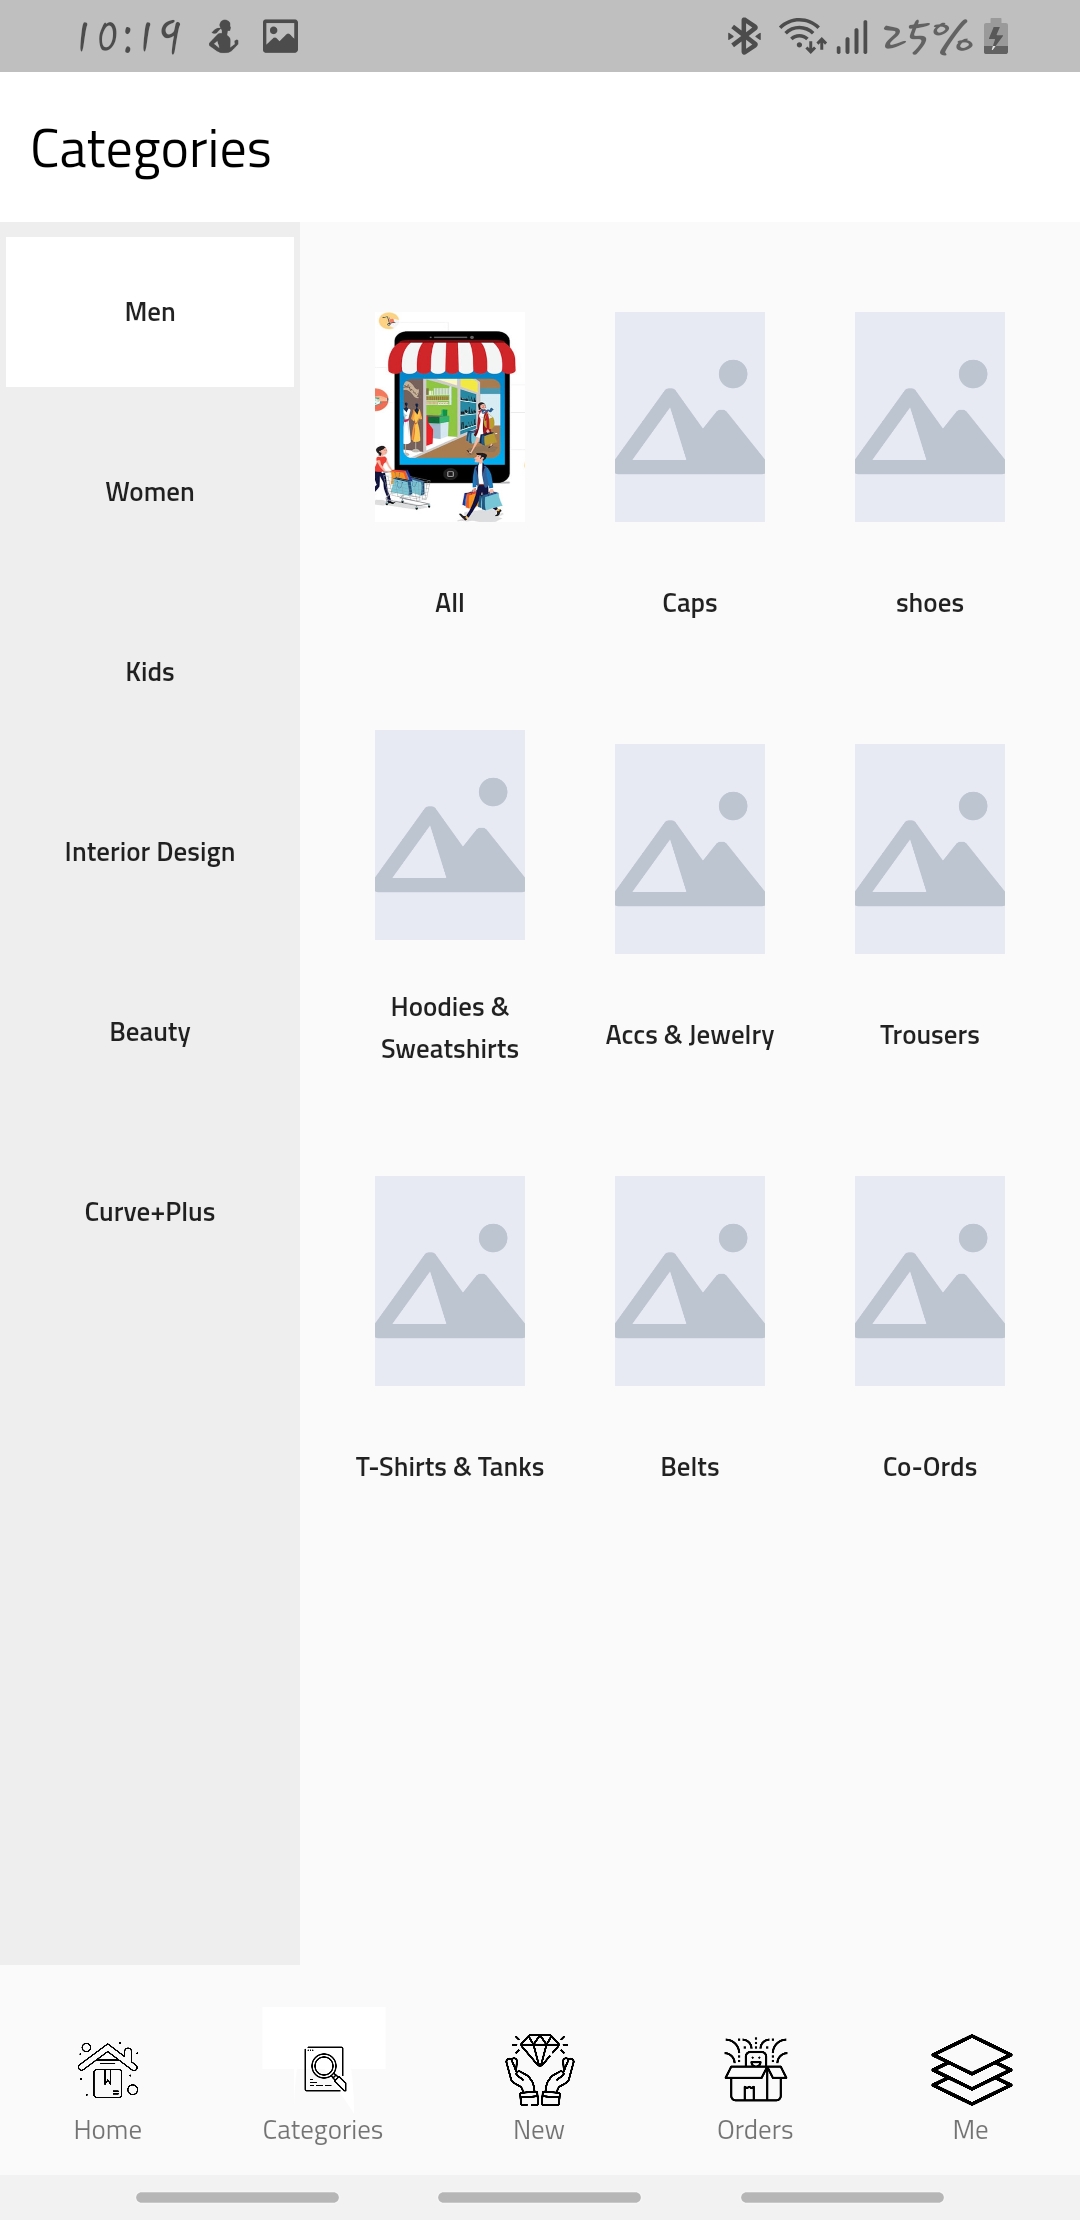 10:19
25%
Categories
Men
Women
Kids
Interior Design
Beauty
Curve+Plus
All
Caps
shoes
Hoodies &
Sweatshirts
Accs & Jewelry
Trousers
T-Shirts & Tanks
Belts
Co-Ords
Home
Categories
New
Orders
Me